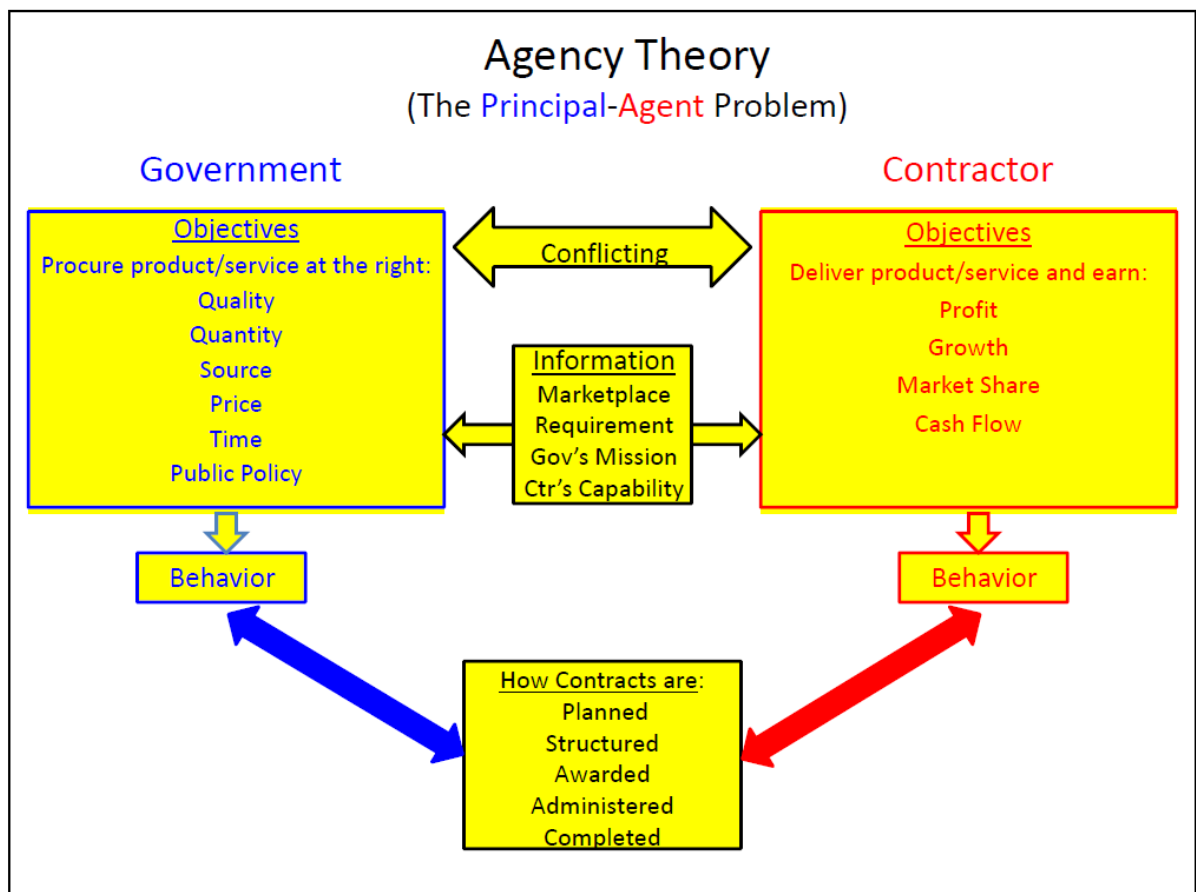 Agency Theory
(The Principal-Agent Problem)
Government
Contractor
Objectives
Procure product/service at the right:
Quality
Quantity
Source
Price
Time
Public Policy
Conflicting
Objectives
Deliver product/service and earn:
Profit
Growth
Market Share
Cash Flow
Information
Marketplace
Requirement
Gov's Mission
Ctr's Capability
Behavior
Behavior
How Contracts are:
Planned
Structured
Awarded
Administered
Completed